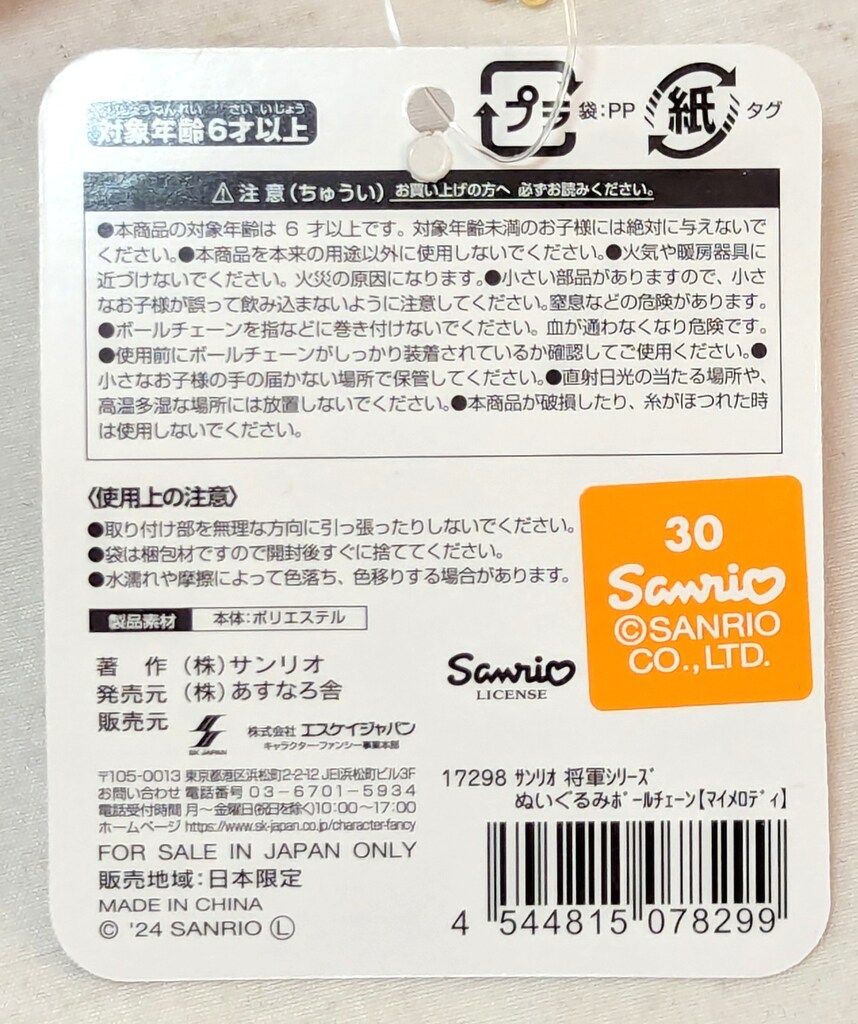 たいしょうねんれい さい いじょう
対象年齢6才以上
プラ 袋:PP 紙 タグ
⚠注意(ちゅうい) お買い上げの方へ 必ずお読みください。
●本商品の対象年齢は 6 才以上です。対象年齢未満のお子様には絶対に与えないで
ください。●本商品を本来の用途以外に使用しないでください。●火気や暖房器具に
近づけないでください。火災の原因になります。●小さい部品がありますので、小さ
なお子様が誤って飲み込まないように注意してください。窒息などの危険があります。
●ボールチェーンを指などに巻き付けないでください。血が通わなくなり危険です。
●使用前にボールチェーンがしっかり装着されているか確認してご使用ください。●
小さなお子様の手の届かない場所で保管してください。●直射日光の当たる場所や、
高温多湿な場所には放置しないでください。●本商品が破損したり、糸がほつれた時
は使用しないでください。
〈使用上の注意〉
●取り付け部を無理な方向に引っ張ったりしないでください。
●袋は梱包材ですので開封後すぐに捨ててください。
●水濡れや摩擦によって色落ち、色移りする場合があります。
30
Sanrio
©SANRIO
CO.,LTD.
製品素材 本体:ポリエステル
著 作 (株)サンリオ
発売元 (株)あすなろ舎
販売元 SK JAPAN 株式会社 エスケイジャパン
キャラクターファンシー事業本部
Sanrio
LICENSE
〒105-0013 東京都港区浜松町2-2-12 JEI浜松町ビル3F
お問い合わせ 電話番号 03-6701-5934
電話受付時間 月〜金曜日(祝日を除く)10:00〜17:00
ホームページ https://www.sk-japan.co.jp/character-fancy
FOR SALE IN JAPAN ONLY
販売地域:日本限定
MADE IN CHINA
© '24 SANRIO Ⓛ
17298 サンリオ 将軍シリーズ
ぬいぐるみボールチェーン【マイメロディ】
4 544815 078299